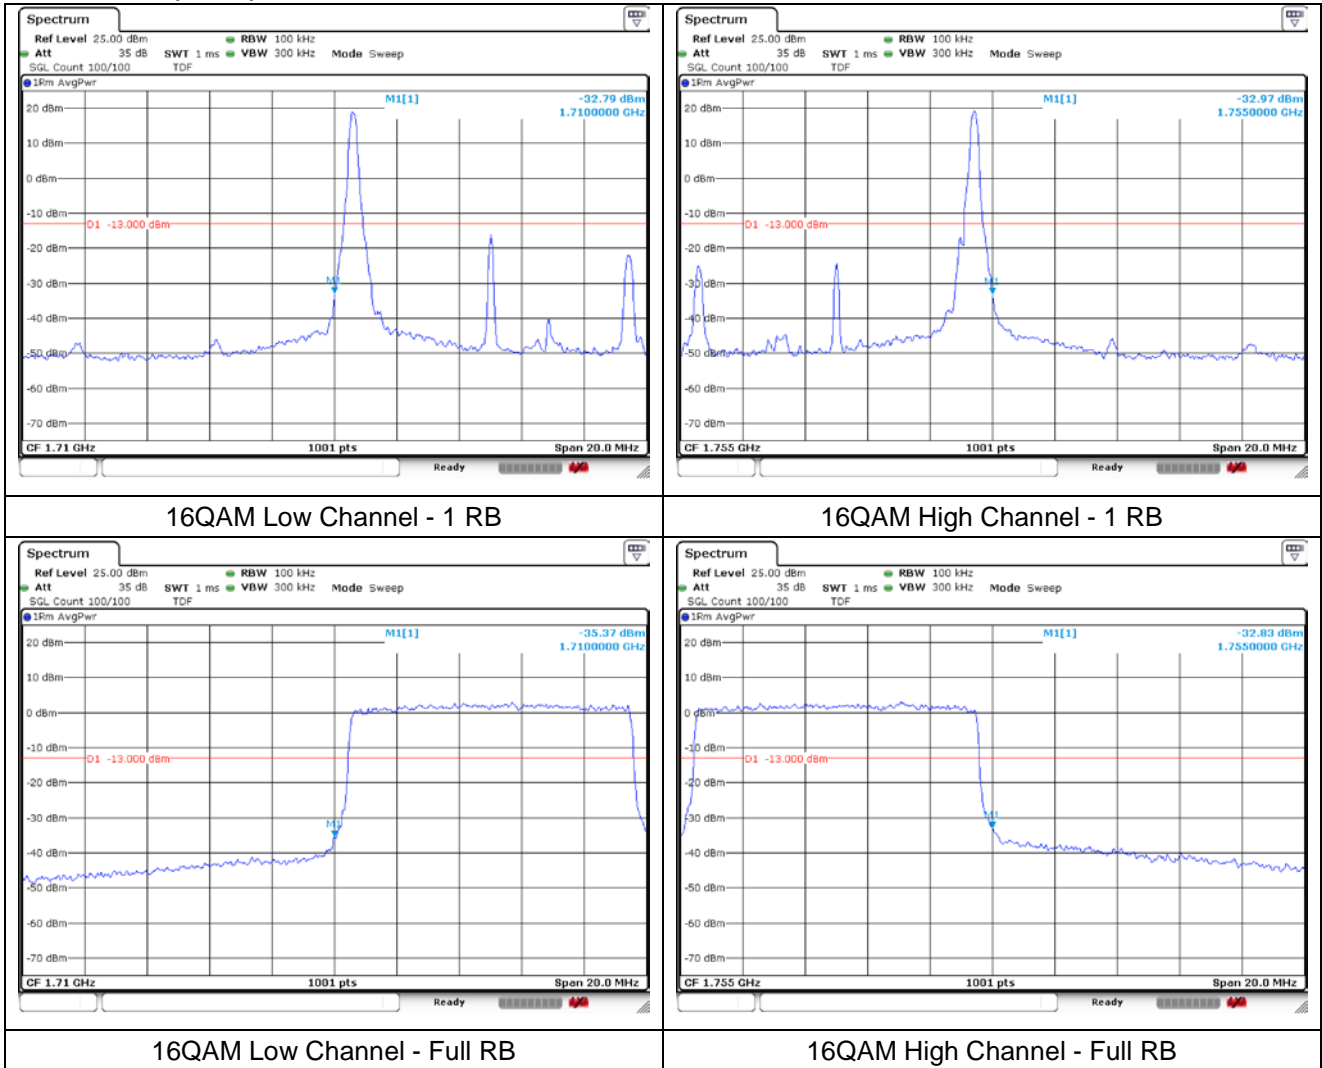 Spectrum
Ref Level 25.00 dBm RBW 100 kHz
Att 35 dB SWT 1 ms VBW 300 kHz Mode Sweep
SGL Count 100/100 TDF
1Rm AvgPwr
M1[1] -32.79 dBm
1.7100000 GHz
20 dBm
10 dBm
0 dBm
-10 dBm
D1 -13.000 dBm
-20 dBm
-30 dBm
M1
-40 dBm
-50 dBm
-60 dBm
-70 dBm
CF 1.71 GHz 1001 pts Span 20.0 MHz
Ready
16QAM Low Channel - 1 RB
Spectrum
Ref Level 25.00 dBm RBW 100 kHz
Att 35 dB SWT 1 ms VBW 300 kHz Mode Sweep
SGL Count 100/100 TDF
1Rm AvgPwr
M1[1] -32.97 dBm
1.7550000 GHz
20 dBm
10 dBm
0 dBm
-10 dBm
D1 -13.000 dBm
-20 dBm
-30 dBm
M1
-40 dBm
-50 dBm
-60 dBm
-70 dBm
CF 1.755 GHz 1001 pts Span 20.0 MHz
Ready
16QAM High Channel - 1 RB
Spectrum
Ref Level 25.00 dBm RBW 100 kHz
Att 35 dB SWT 1 ms VBW 300 kHz Mode Sweep
SGL Count 100/100 TDF
1Rm AvgPwr
M1[1] -35.37 dBm
1.7100000 GHz
20 dBm
10 dBm
0 dBm
-10 dBm
D1 -13.000 dBm
-20 dBm
-30 dBm
M1
-40 dBm
-50 dBm
-60 dBm
-70 dBm
CF 1.71 GHz 1001 pts Span 20.0 MHz
Ready
16QAM Low Channel - Full RB
Spectrum
Ref Level 25.00 dBm RBW 100 kHz
Att 35 dB SWT 1 ms VBW 300 kHz Mode Sweep
SGL Count 100/100 TDF
1Rm AvgPwr
M1[1] -32.83 dBm
1.7550000 GHz
20 dBm
10 dBm
0 dBm
-10 dBm
D1 -13.000 dBm
-20 dBm
-30 dBm
M1
-40 dBm
-50 dBm
-60 dBm
-70 dBm
CF 1.755 GHz 1001 pts Span 20.0 MHz
Ready
16QAM High Channel - Full RB